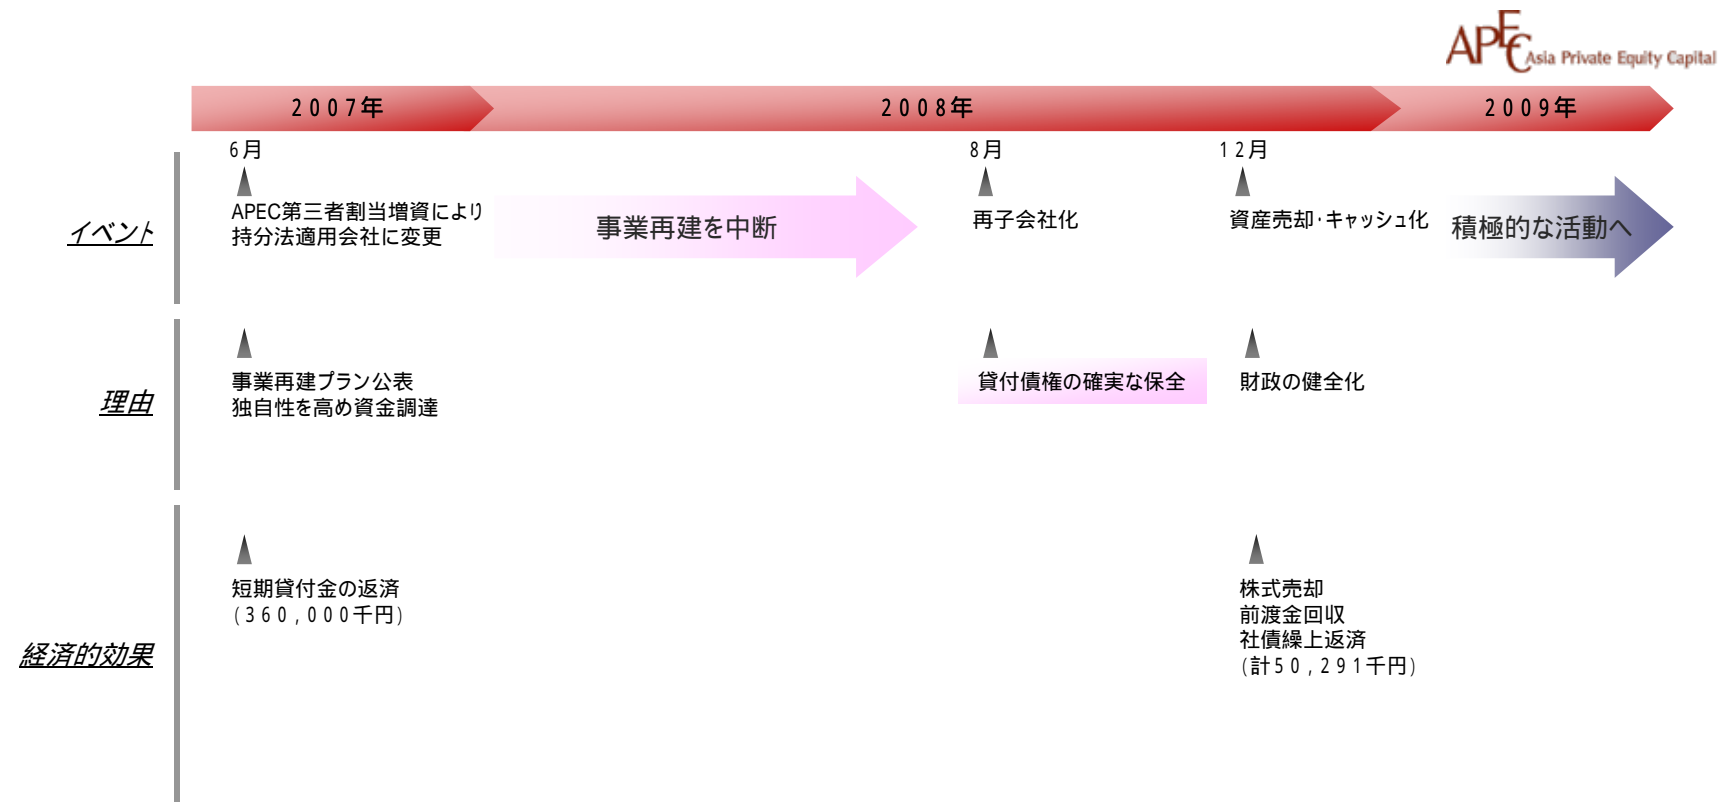 APEC Asia Private Equity Capital
2007年
2008年
2009年
6月
8月
12月
イベント
APEC第三者割当増資により
持分法適用会社に変更
事業再建を中断
再子会社化
資産売却・キャッシュ化
積極的な活動へ
理由
事業再建プラン公表
独自性を高め資金調達
貸付債権の確実な保全
財政の健全化
経済的効果
短期貸付金の返済
(360,000千円)
株式売却
前渡金回収
社債繰上返済
(計50,291千円)